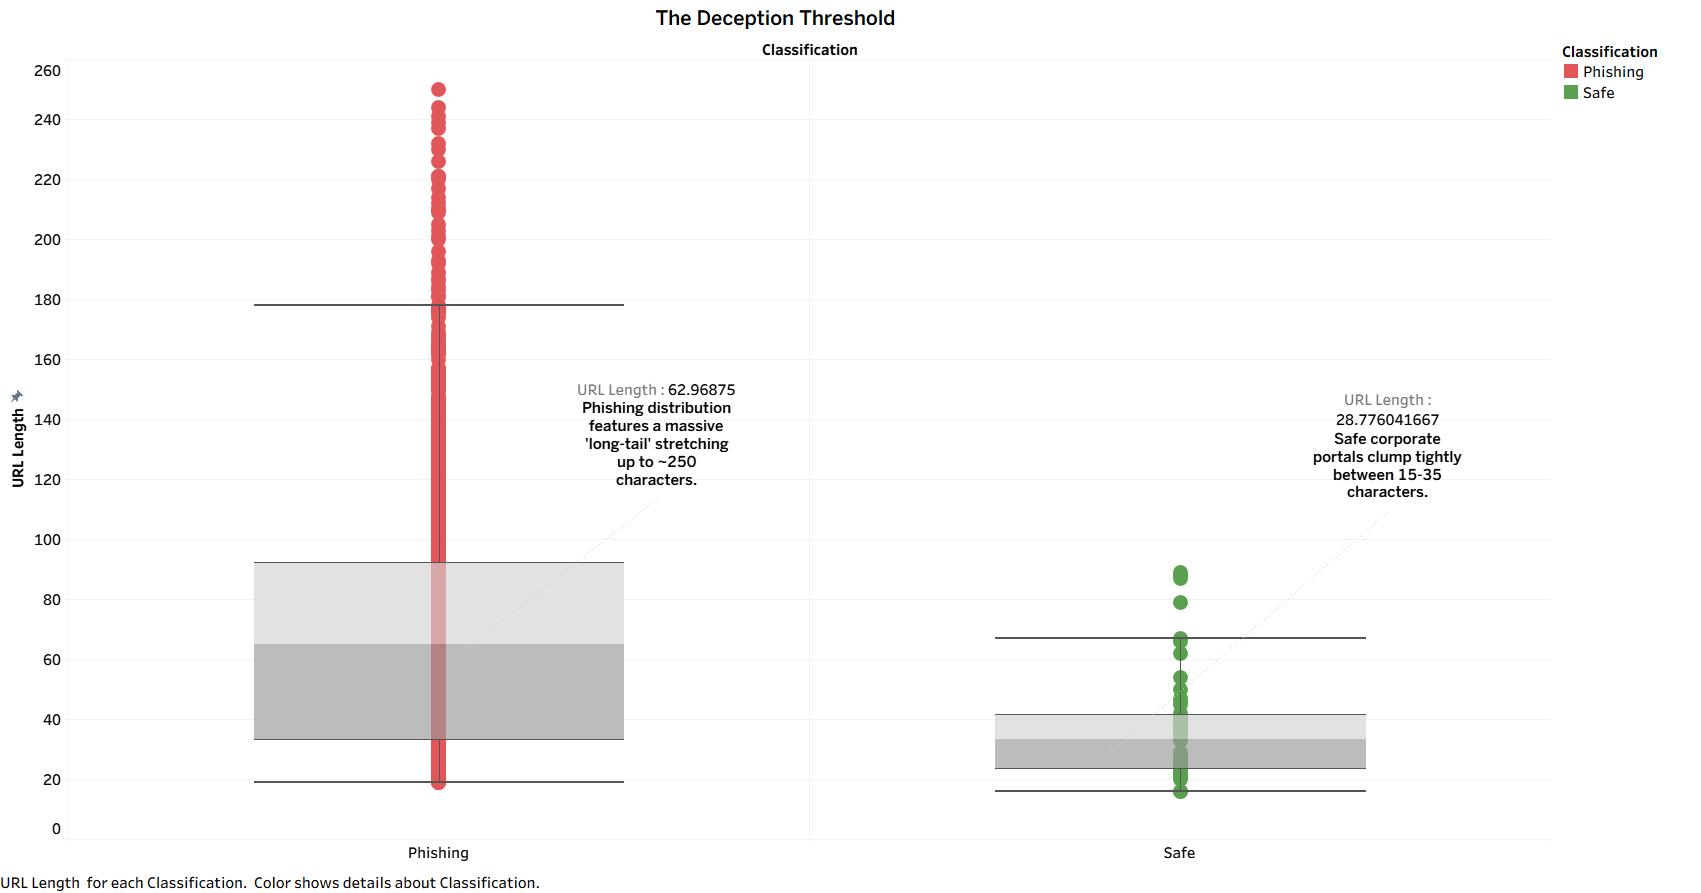 The Deception Threshold
Classification
Classification
Phishing
Safe
URL Length
260
240
220
200
180
160
140
120
100
80
60
40
20
0
URL Length : 62.96875
Phishing distribution
features a massive
'long-tail' stretching
up to ~250
characters.
URL Length :
28.776041667
Safe corporate
portals clump tightly
between 15-35
characters.
Phishing
Safe
URL Length  for each Classification.  Color shows details about Classification.